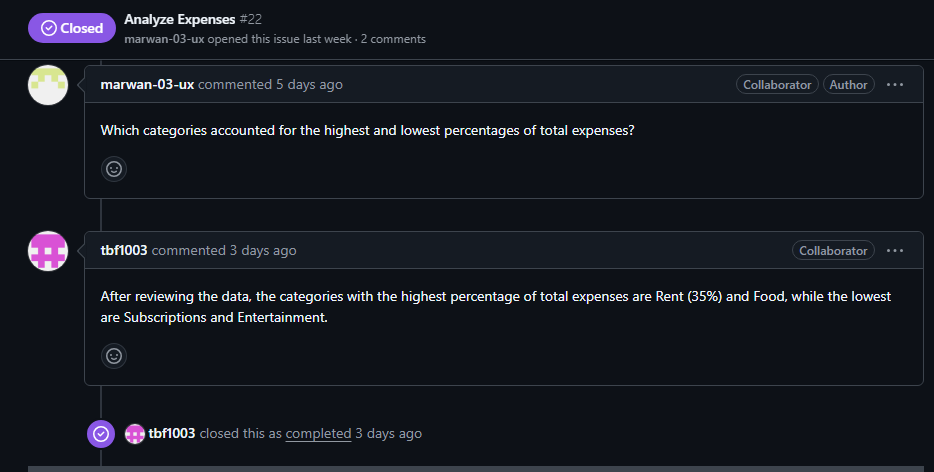 Closed
Analyze Expenses #22
marwan-03-ux opened this issue last week · 2 comments
marwan-03-ux commented 5 days ago
Collaborator
Author
Which categories accounted for the highest and lowest percentages of total expenses?
tbf1003 commented 3 days ago
Collaborator
After reviewing the data, the categories with the highest percentage of total expenses are Rent (35%) and Food, while the lowest
are Subscriptions and Entertainment.
tbf1003 closed this as completed 3 days ago